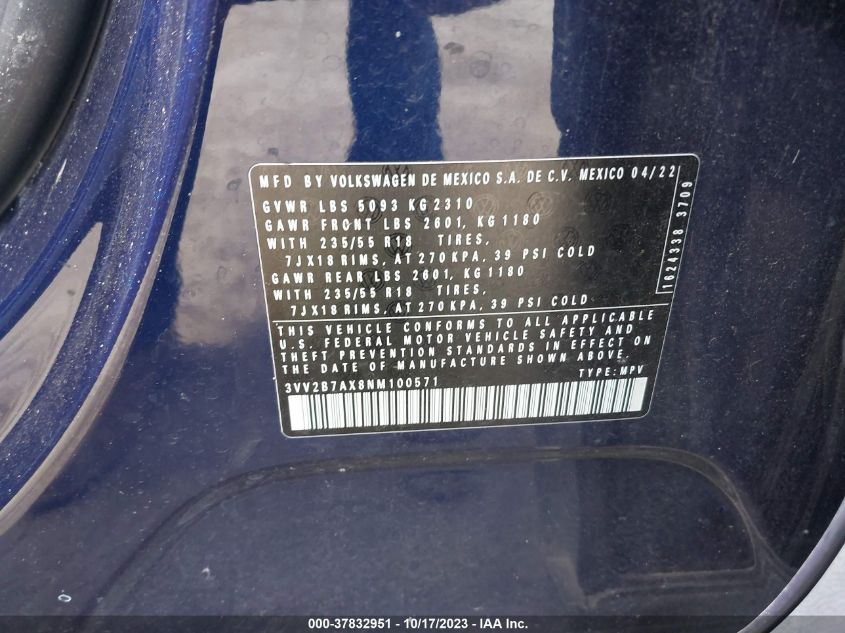 MFD BY VOLKSWAGEN DE MEXICO S.A. DE C.V. MEXICO 04/22
GVWR LBS 5093 KG 2310
GAWR FRONT LBS 2601, KG 1180
WITH 235/55 R18 TIRES,
7JX18 RIMS, AT 270 KPA, 39 PSI COLD
GAWR REAR LBS 2601, KG 1180
WITH 235/55 R18 TIRES,
7JX18 RIMS, AT 270 KPA, 39 PSI COLD
1624338 3709
THIS VEHICLE CONFORMS TO ALL APPLICABLE
U.S. FEDERAL MOTOR VEHICLE SAFETY AND
THEFT PREVENTION STANDARDS IN EFFECT ON
THE DATE OF MANUFACTURE SHOWN ABOVE.
3VV2B7AX8NM100571 TYPE: MPV
000-37832951 - 10/17/2023 - IAA Inc.